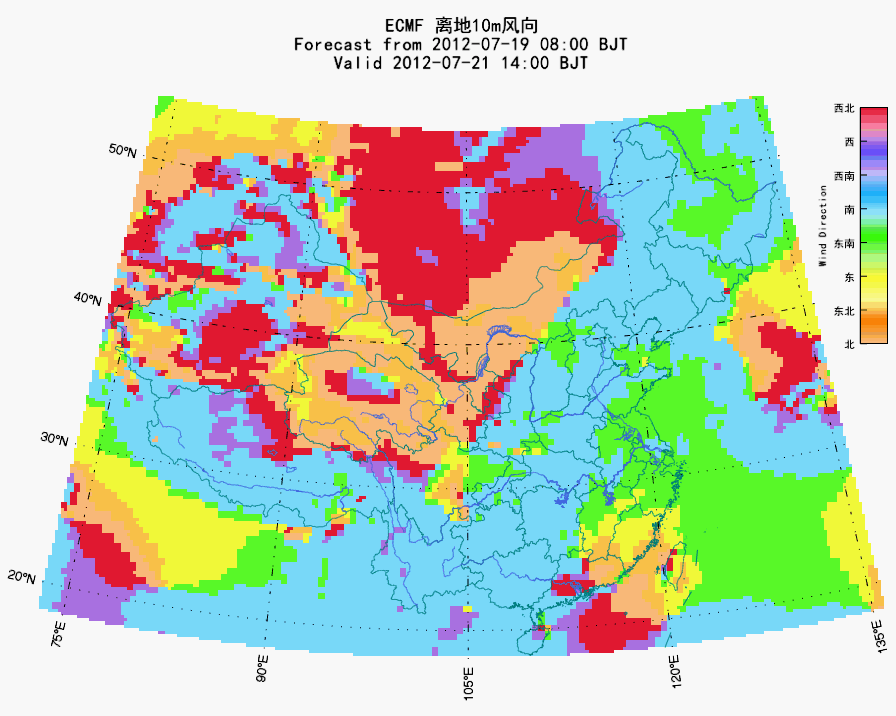 ECMF 离地10m风向
Forecast from 2012-07-19 08:00 BJT
Valid 2012-07-21 14:00 BJT
西北
西
西南
南
东南
东
东北
北
Wind Direction
50°N
40°N
30°N
20°N
75°E
90°E
105°E
120°E
135°E